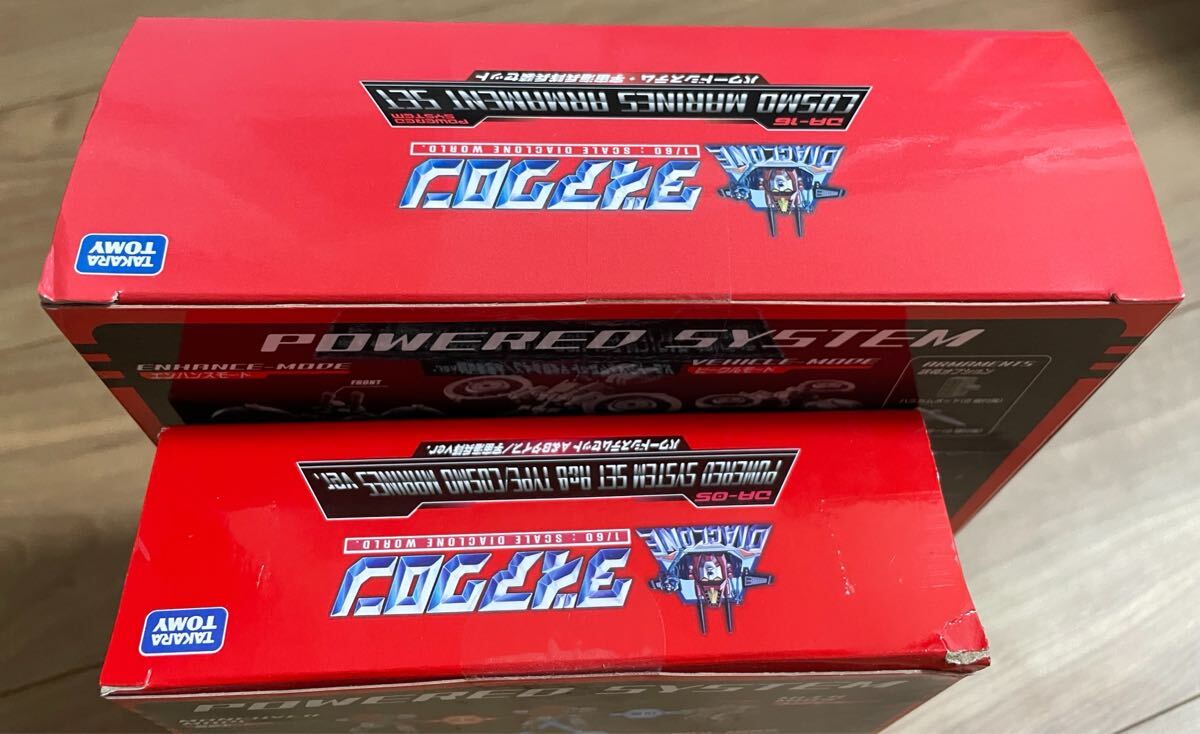 DA-16
POWERED SYSTEM
COSMO MARINES ARMAMENT SET
パワードシステム・宇宙海兵隊兵装セット
DIACLONE
1/60 : SCALE DIACLONE WORLD.
ダイアクロン
TAKARA TOMY
POWERED SYSTEM
ENHANCE-MODE
エンハンスモード
FRONT
VEHICLE-MODE
ビークルモード
ARMAMENTS
DA-05
POWERED SYSTEM SET A&B TYPE/COSMO MARINES VER.
パワードシステムセット A&Bタイプ/宇宙海兵隊Ver.
DIACLONE
1/60 : SCALE DIACLONE WORLD.
ダイアクロン
TAKARA TOMY
POWERED SYSTEM